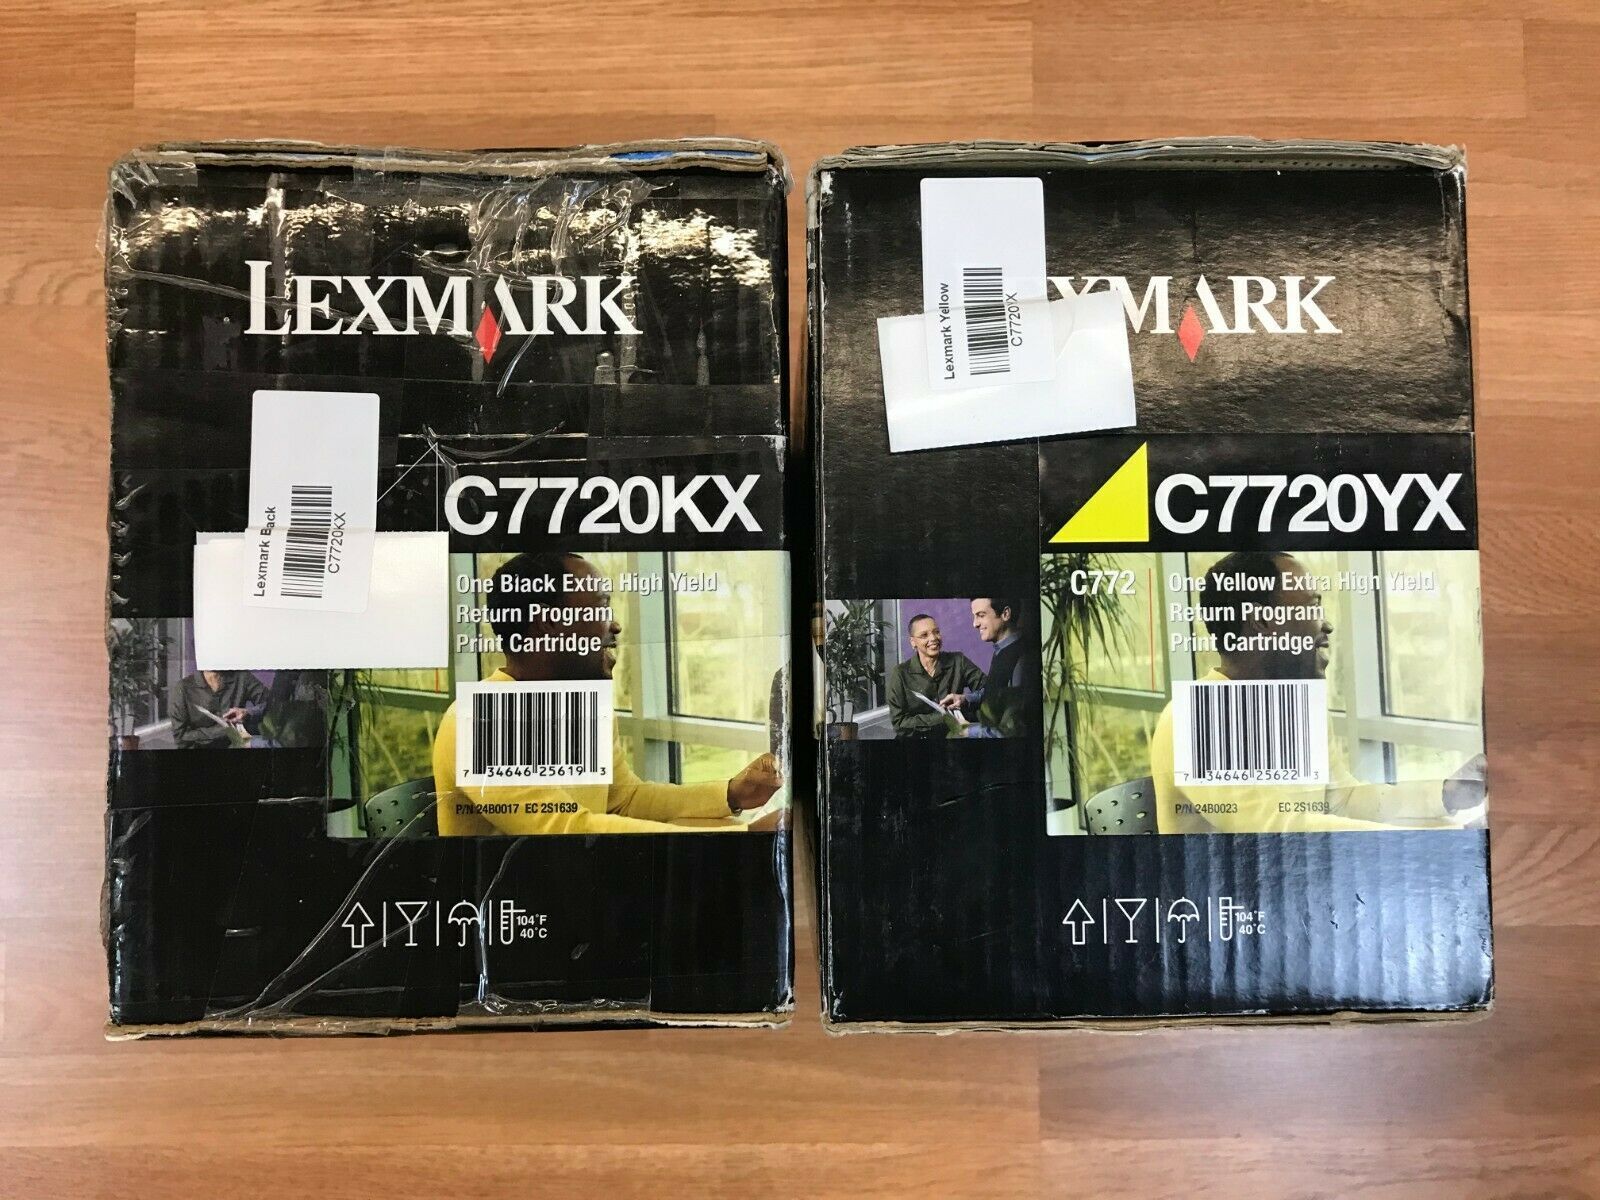 LEXMARK
Lexmark Back
C7720KX
C7720KX
One Black Extra High Yield
Return Program
Print Cartridge
7 34646 25619 3
P/N 24B0017 EC 2S1639
104°F
40°C
XMARK
Lexmark Yellow
C7720YX
C7720YX
C772
One Yellow Extra High Yield
Return Program
Print Cartridge
7 34646 25622 3
P/N 24B0023 EC 2S1639
104°F
40°C